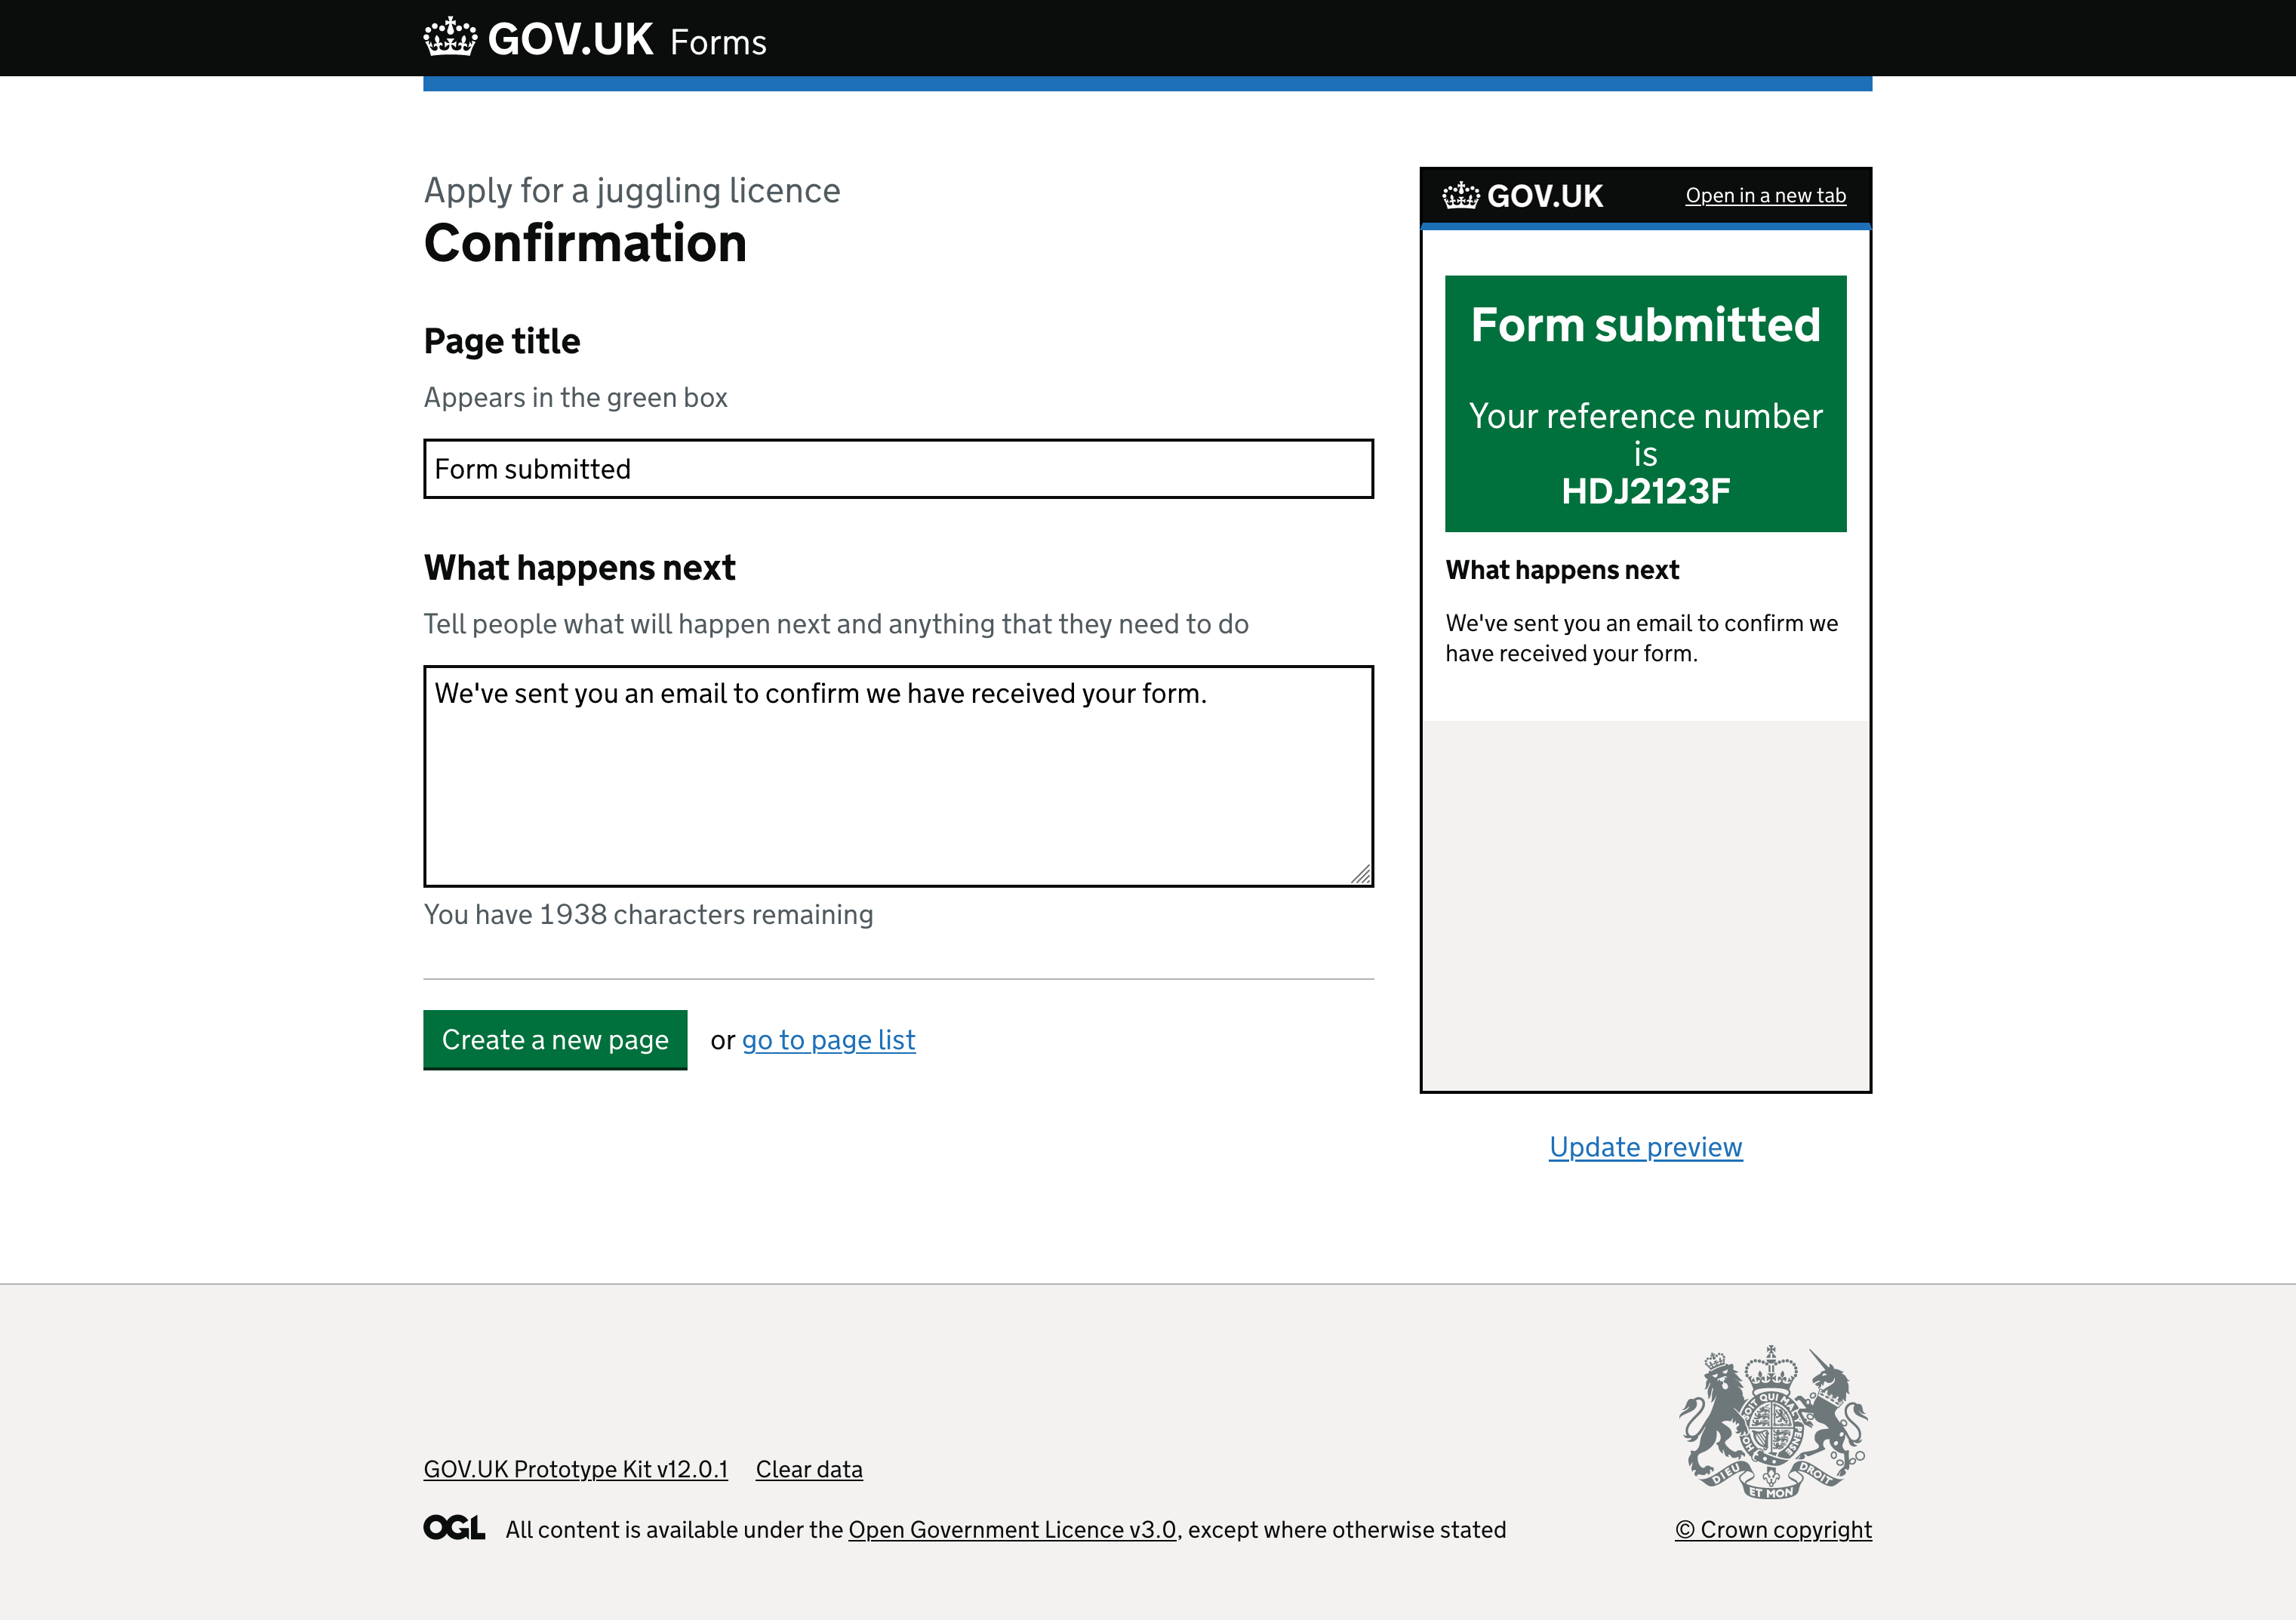 GOV.UK Forms
Apply for a juggling licence
Confirmation
Page title
Appears in the green box
Form submitted
What happens next
Tell people what will happen next and anything that they need to do
We've sent you an email to confirm we have received your form.
You have 1938 characters remaining
Create a new page or go to page list
GOV.UK Open in a new tab
Form submitted
Your reference number
is
HDJ2123F
What happens next
We've sent you an email to confirm we
have received your form.
Update preview
GOV.UK Prototype Kit v12.0.1 Clear data
OGL All content is available under the Open Government Licence v3.0, except where otherwise stated
DIEU ET MON DROIT
© Crown copyright